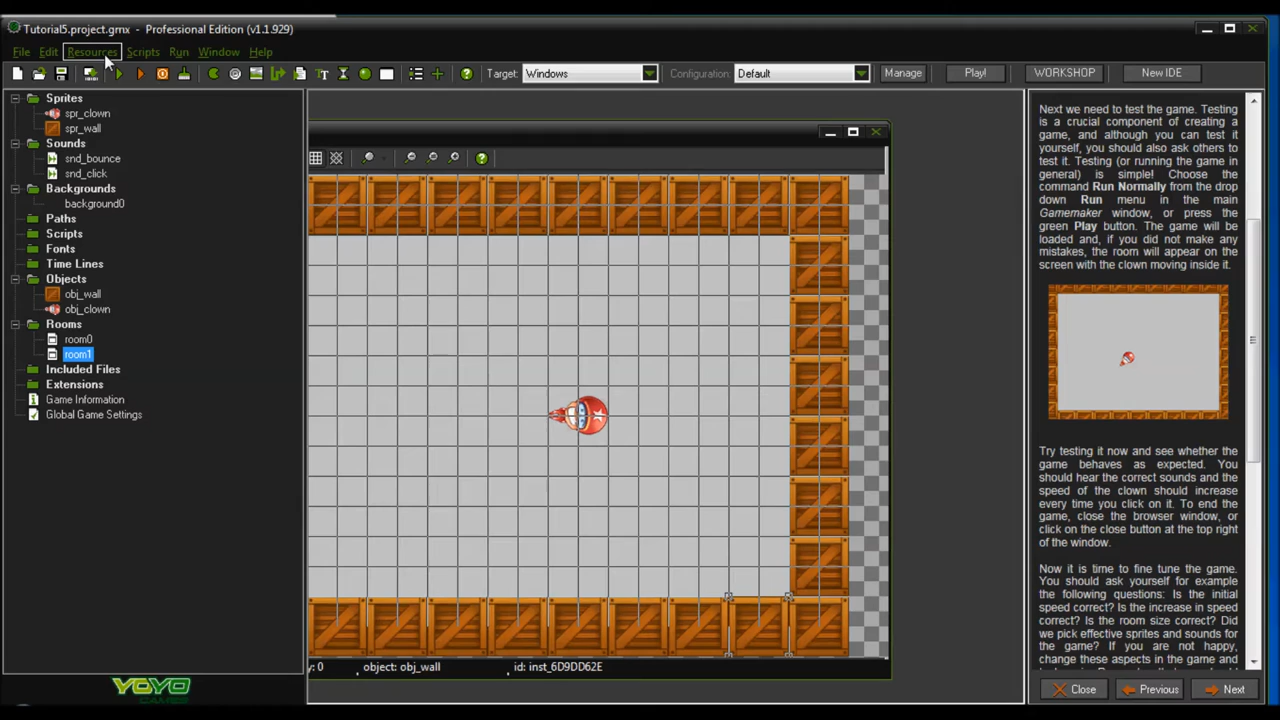 Tutorial5.project.gmx - Professional Edition (v1.1.929)
File Edit Resources Scripts Run Window Help
Target: Windows Configuration: Default Manage Play! WORKSHOP New IDE
Sprites
spr_clown
spr_wall
Sounds
snd_bounce
snd_click
Backgrounds
background0
Paths
Scripts
Fonts
Time Lines
Objects
obj_wall
obj_clown
Rooms
room0
room1
Included Files
Extensions
Game Information
Global Game Settings
YOYO
GAMES
y: 0 object: obj_wall id: inst_6D9DD62E
Next we need to test the game. Testing
is a crucial component of creating a
game, and although you can test it
yourself, you should also ask others to
test it. Testing (or running the game in
general) is simple! Choose the
command Run Normally from the drop
down Run menu in the main
Gamemaker window, or press the
green Play button. The game will be
loaded and, if you did not make any
mistakes, the room will appear on the
screen with the clown moving inside it.
Try testing it now and see whether the
game behaves as expected. You
should hear the correct sounds and the
speed of the clown should increase
every time you click on it. To end the
game, close the browser window, or
click on the close button at the top right
of the window.
Now it is time to fine tune the game.
You should ask yourself for example
the following questions: Is the initial
speed correct? Is the increase in speed
correct? Is the room size correct? Did
we pick effective sprites and sounds for
the game? If you are not happy,
change these aspects in the game and
Close Previous Next